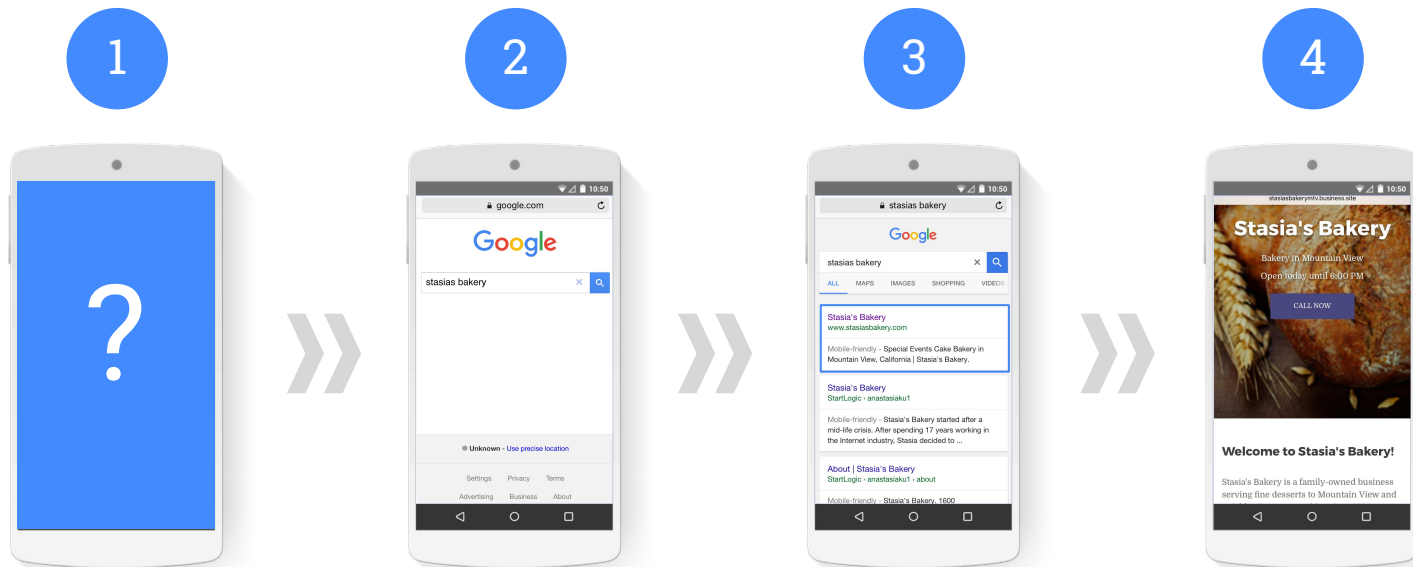 1
?
2
10:50
google.com
Google
stasias bakery
Unknown - Use precise location
Settings Privacy Terms
Advertising Business About
3
10:50
stasias bakery
Google
stasias bakery
ALL MAPS IMAGES SHOPPING VIDEOS
Stasia's Bakery
www.stasiasbakery.com
Mobile-friendly - Special Events Cake Bakery in
Mountain View, California | Stasia's Bakery.
Stasia's Bakery
StartLogic › anastasiaku1
Mobile-friendly - Stasia's Bakery started after a
mid-life crisis. After spending 17 years working in
the Internet industry, Stasia decided to ...
About | Stasia's Bakery
StartLogic › anastasiaku1 › about
Mobile-friendly - Stasia's Bakery. 1600
4
10:50
stasiasbakerymtv.business.site
Stasia's Bakery
Bakery in Mountain View
Open today until 6:00 PM
CALL NOW
Welcome to Stasia's Bakery!
Stasia's Bakery is a family-owned business
serving fine desserts to Mountain View and